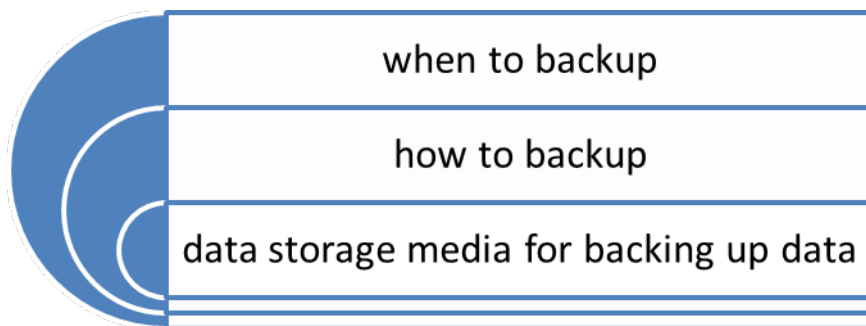 when to backup
how to backup
data storage media for backing up data